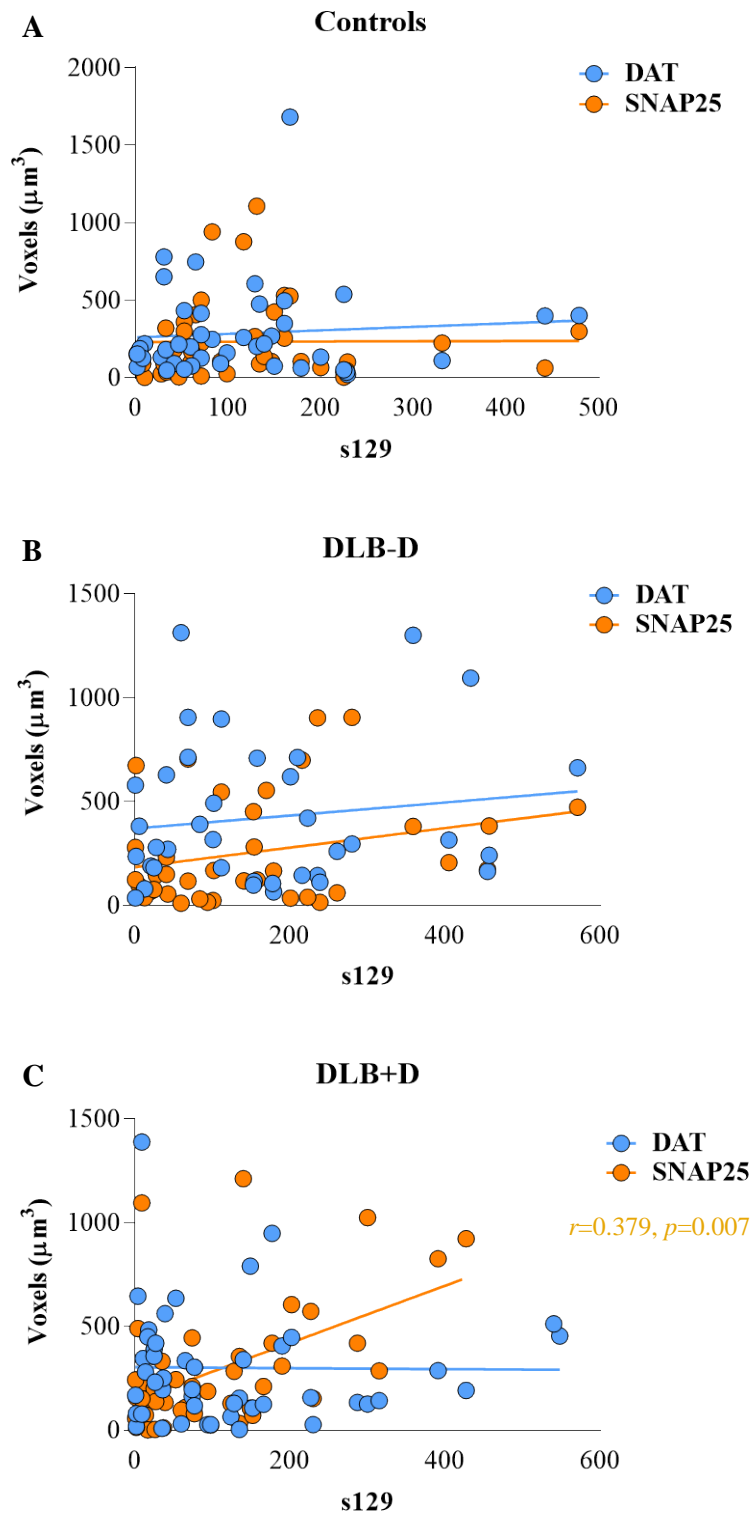 A
Controls
DAT
SNAP25
Voxels (μm³)
2000
1500
1000
500
0
0 100 200 300 400 500
s129
B
DLB-D
DAT
SNAP25
Voxels (μm³)
1500
1000
500
0
0 200 400 600
s129
C
DLB+D
DAT
SNAP25
r=0.379, p=0.007
Voxels (μm³)
1500
1000
500
0
0 200 400 600
s129